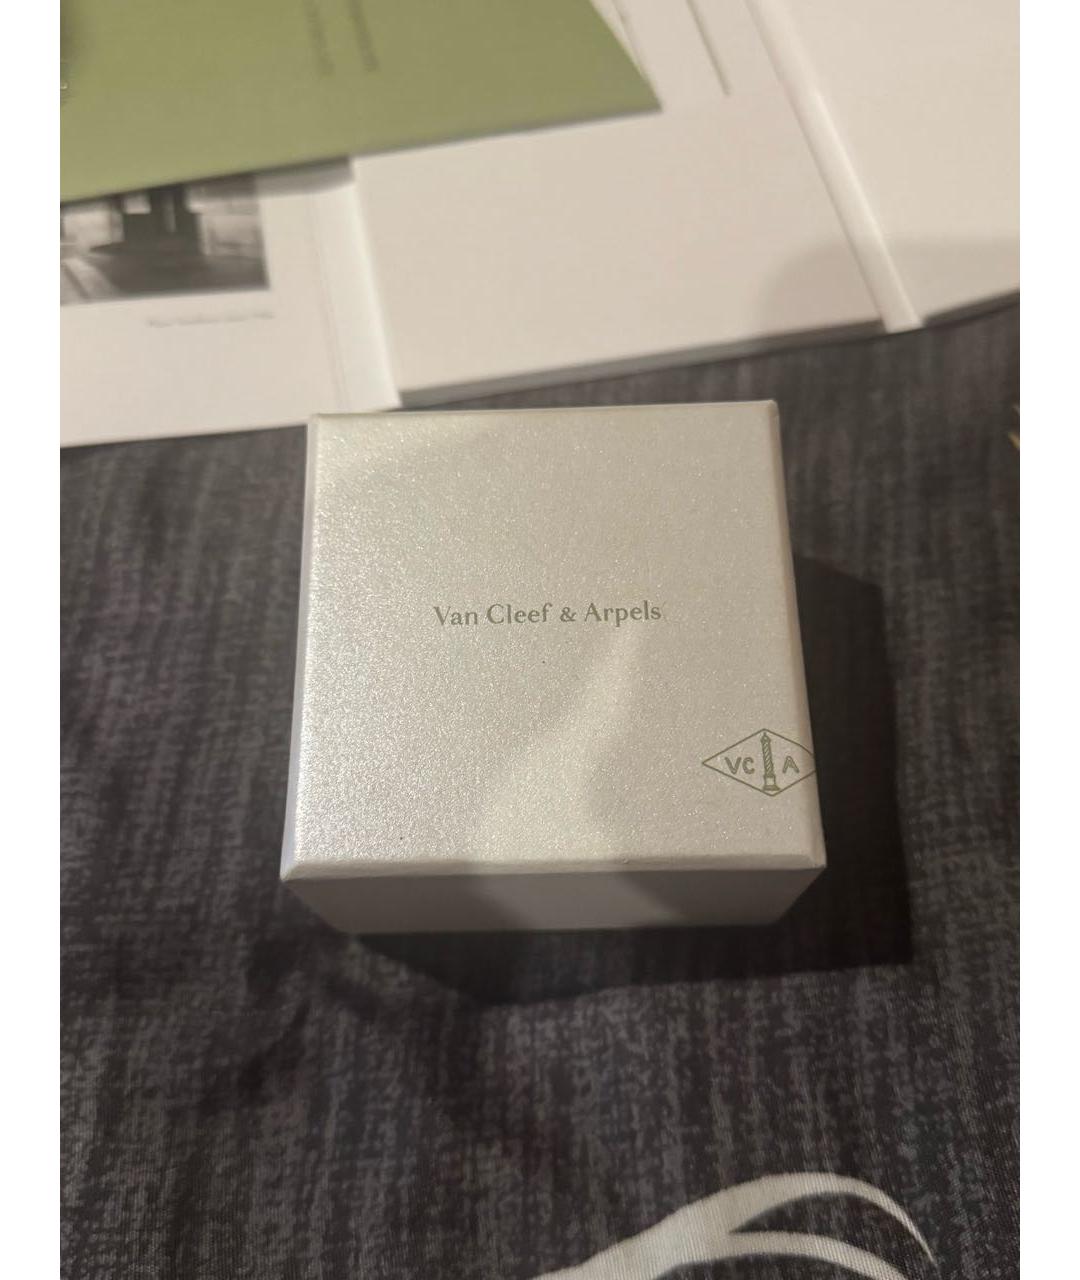 Van Cleef & Arpels
VC A